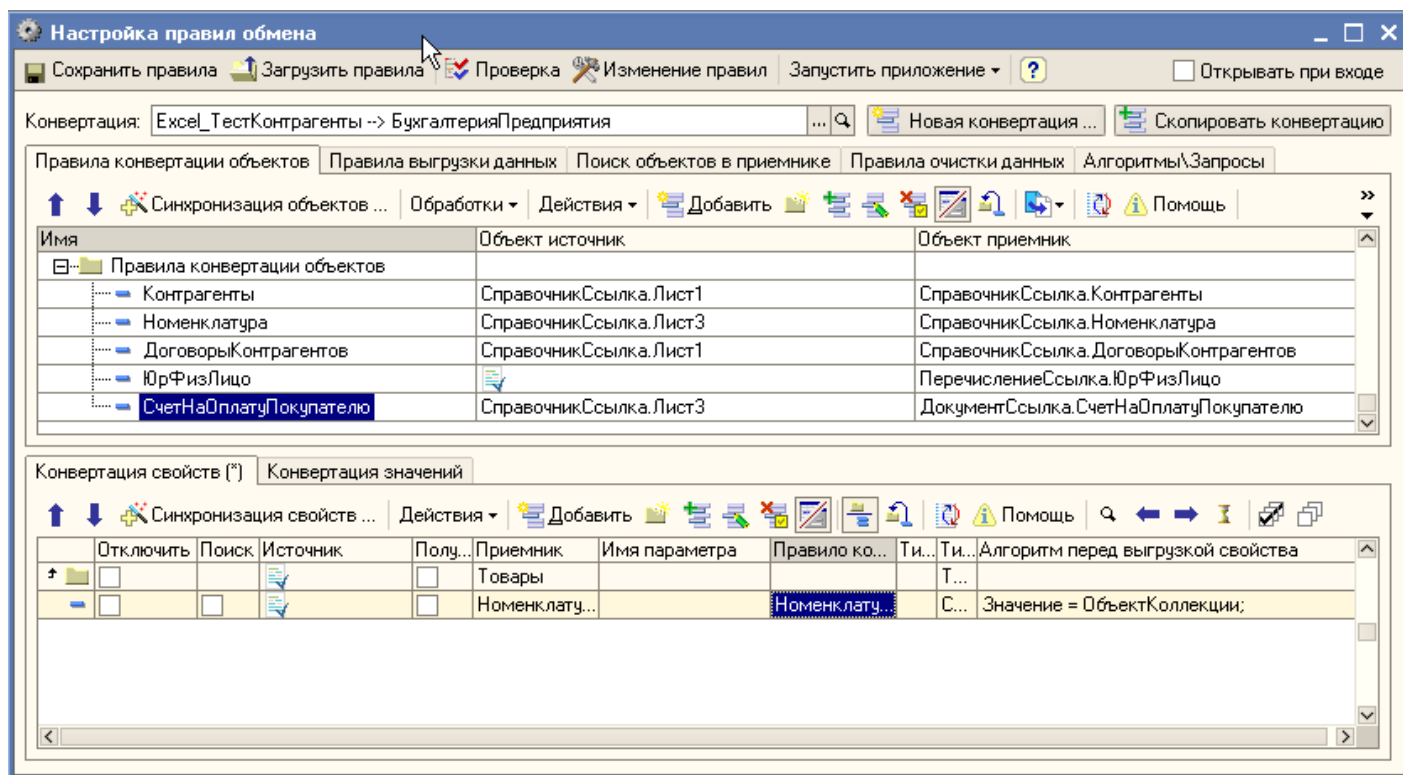 Настройка правил обмена
Сохранить правила Загрузить правила Проверка Изменение правил Запустить приложение ? Открывать при входе
Конвертация: Excel_ТестКонтрагенты --> БухгалтерияПредприятия ... Новая конвертация ... Скопировать конвертацию
Правила конвертации объектов Правила выгрузки данных Поиск объектов в приемнике Правила очистки данных Алгоритмы\Запросы
Синхронизация объектов ... Обработки Действия Добавить Помощь »
Имя Объект источник Объект приемник
Правила конвертации объектов
Контрагенты СправочникСсылка.Лист1 СправочникСсылка.Контрагенты
Номенклатура СправочникСсылка.Лист3 СправочникСсылка.Номенклатура
ДоговорыКонтрагентов СправочникСсылка.Лист1 СправочникСсылка.ДоговорыКонтрагентов
ЮрФизЛицо ПеречислениеСсылка.ЮрФизЛицо
СчетНаОплатуПокупателю СправочникСсылка.Лист3 ДокументСсылка.СчетНаОплатуПокупателю
Конвертация свойств (*) Конвертация значений
Синхронизация свойств ... Действия Добавить Помощь
Отключить Поиск Источник Полу... Приемник Имя параметра Правило ко... Ти... Ти... Алгоритм перед выгрузкой свойства
Товары Т...
Номенклату... Номенклату... С... Значение = ОбъектКоллекции;